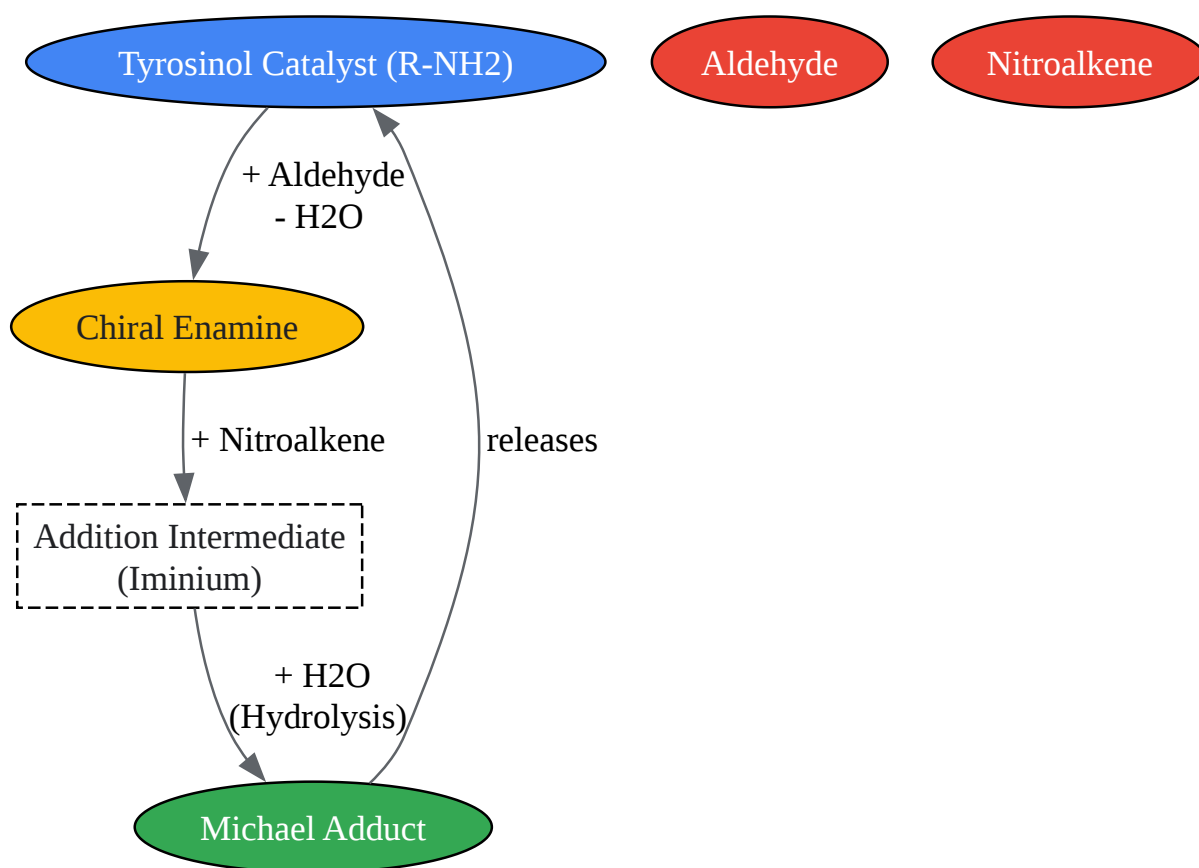 Tyrosinol Catalyst (R-NH2)
Aldehyde
Nitroalkene
+ Aldehyde
- H2O
Chiral Enamine
+ Nitroalkene
releases
Addition Intermediate
(Iminium)
+ H2O
(Hydrolysis)
Michael Adduct